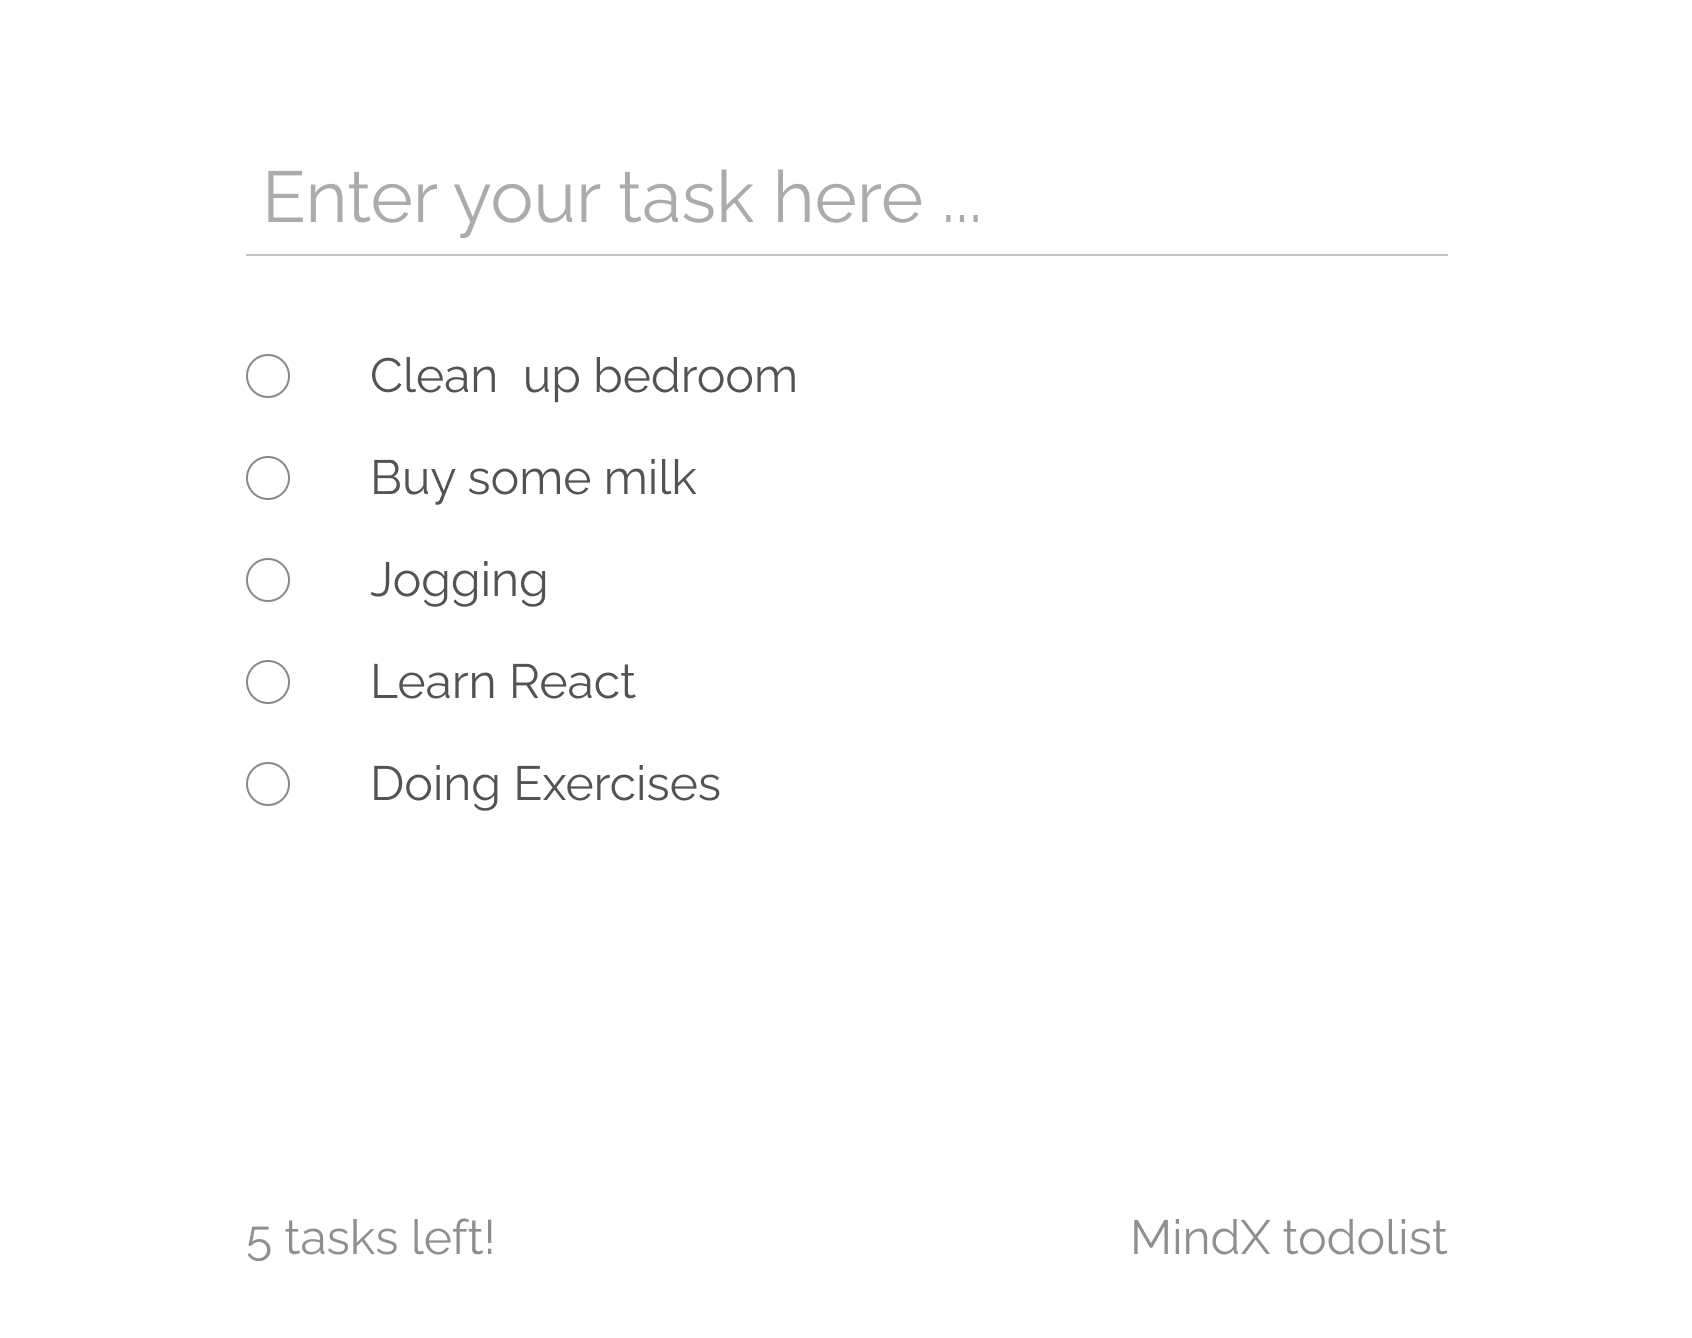 Enter your task here ...
Clean  up bedroom
Buy some milk
Jogging
Learn React
Doing Exercises
5 tasks left!
MindX todolist